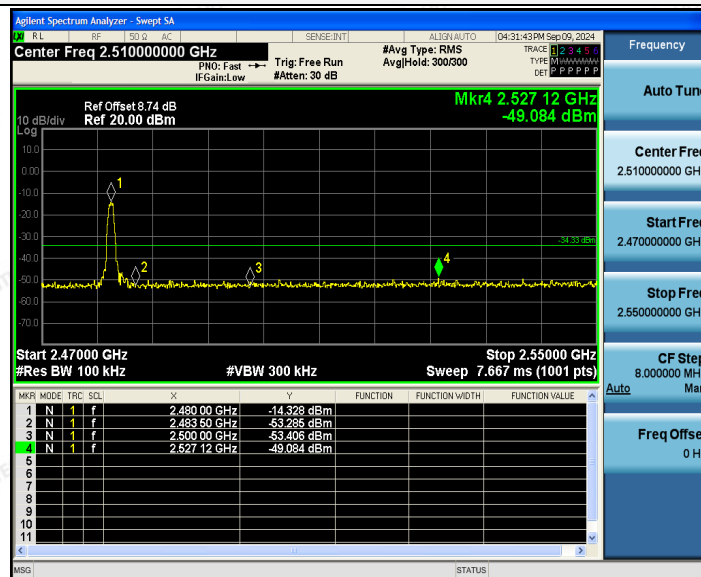 Agilent Spectrum Analyzer - Swept SA
LXI RL RF 50 Ω AC SENSE:INT ALIGN AUTO 04:31:43 PM Sep 09, 2024
Center Freq 2.510000000 GHz #Avg Type: RMS TRACE 1 2 3 4 5 6
PNO: Fast Trig: Free Run Avg|Hold: 300/300 TYPE M WWWWW
IFGain:Low #Atten: 30 dB DET P P P P P P
Frequency
Auto Tun
Center Fre
2.510000000 GH
Start Fre
2.470000000 GH
Stop Fre
2.550000000 GH
CF Step
8.000000 MH
Auto Ma
Freq Offse
0 H
Mkr4 2.527 12 GHz
Ref Offset 8.74 dB
10 dB/div Ref 20.00 dBm -49.084 dBm
Log
10.0
0.00
-10.0
-20.0
-30.0
-40.0
-50.0
-60.0
-70.0
1
2
3
4
-34.33 dBm
Start 2.47000 GHz Stop 2.55000 GHz
#Res BW 100 kHz #VBW 300 kHz Sweep 7.667 ms (1001 pts)
MKR MODE TRC SCL X Y FUNCTION FUNCTION WIDTH FUNCTION VALUE
1 N 1 f 2.480 00 GHz -14.328 dBm
2 N 1 f 2.483 50 GHz -53.285 dBm
3 N 1 f 2.500 00 GHz -53.406 dBm
4 N 1 f 2.527 12 GHz -49.084 dBm
5
6
7
8
9
10
11
MSG STATUS